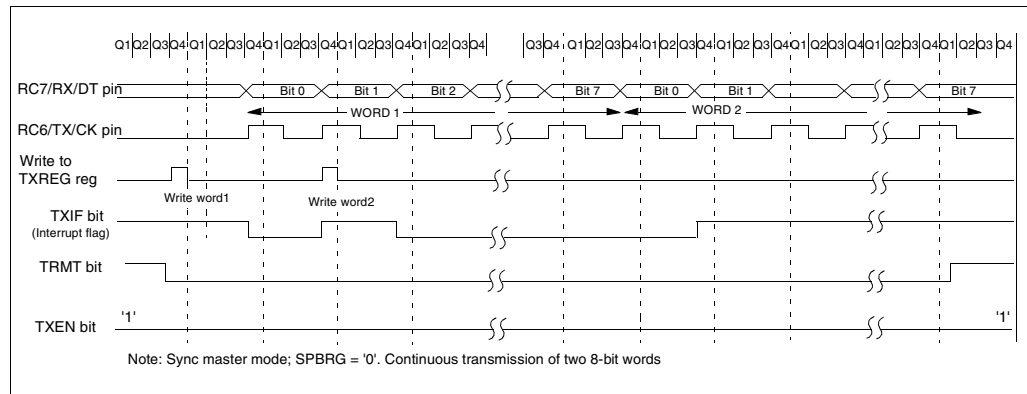 Q1 Q2 Q3 Q4 Q1 Q2 Q3 Q4 Q1 Q2 Q3 Q4 Q1 Q2 Q3 Q4 Q1 Q2 Q3 Q4 Q3 Q4 Q1 Q2 Q3 Q4 Q1 Q2 Q3 Q4 Q1 Q2 Q3 Q4 Q1 Q2 Q3 Q4 Q1 Q2 Q3 Q4 Q1 Q2 Q3 Q4
RC7/RX/DT pin Bit 0 Bit 1 Bit 2 Bit 7 Bit 0 Bit 1 Bit 7
WORD 1 WORD 2
RC6/TX/CK pin
Write to
TXREG reg
Write word1 Write word2
TXIF bit
(Interrupt flag)
TRMT bit
'1' '1'
TXEN bit
Note: Sync master mode; SPBRG = '0'. Continuous transmission of two 8-bit words